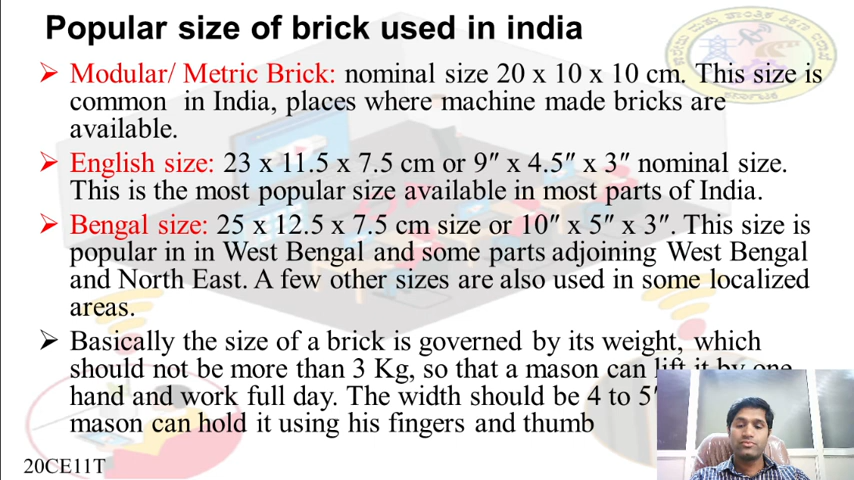 Popular size of brick used in india
➢ Modular/ Metric Brick: nominal size 20 x 10 x 10 cm. This size is
common in India, places where machine made bricks are
available.
➢ English size: 23 x 11.5 x 7.5 cm or 9″ x 4.5″ x 3″ nominal size.
This is the most popular size available in most parts of India.
➢ Bengal size: 25 x 12.5 x 7.5 cm size or 10″ x 5″ x 3″. This size is
popular in in West Bengal and some parts adjoining West Bengal
and North East. A few other sizes are also used in some localized
areas.
➢ Basically the size of a brick is governed by its weight, which
should not be more than 3 Kg, so that a mason can lift it by one
hand and work full day. The width should be 4 to 5″
mason can hold it using his fingers and thumb
20CE11T